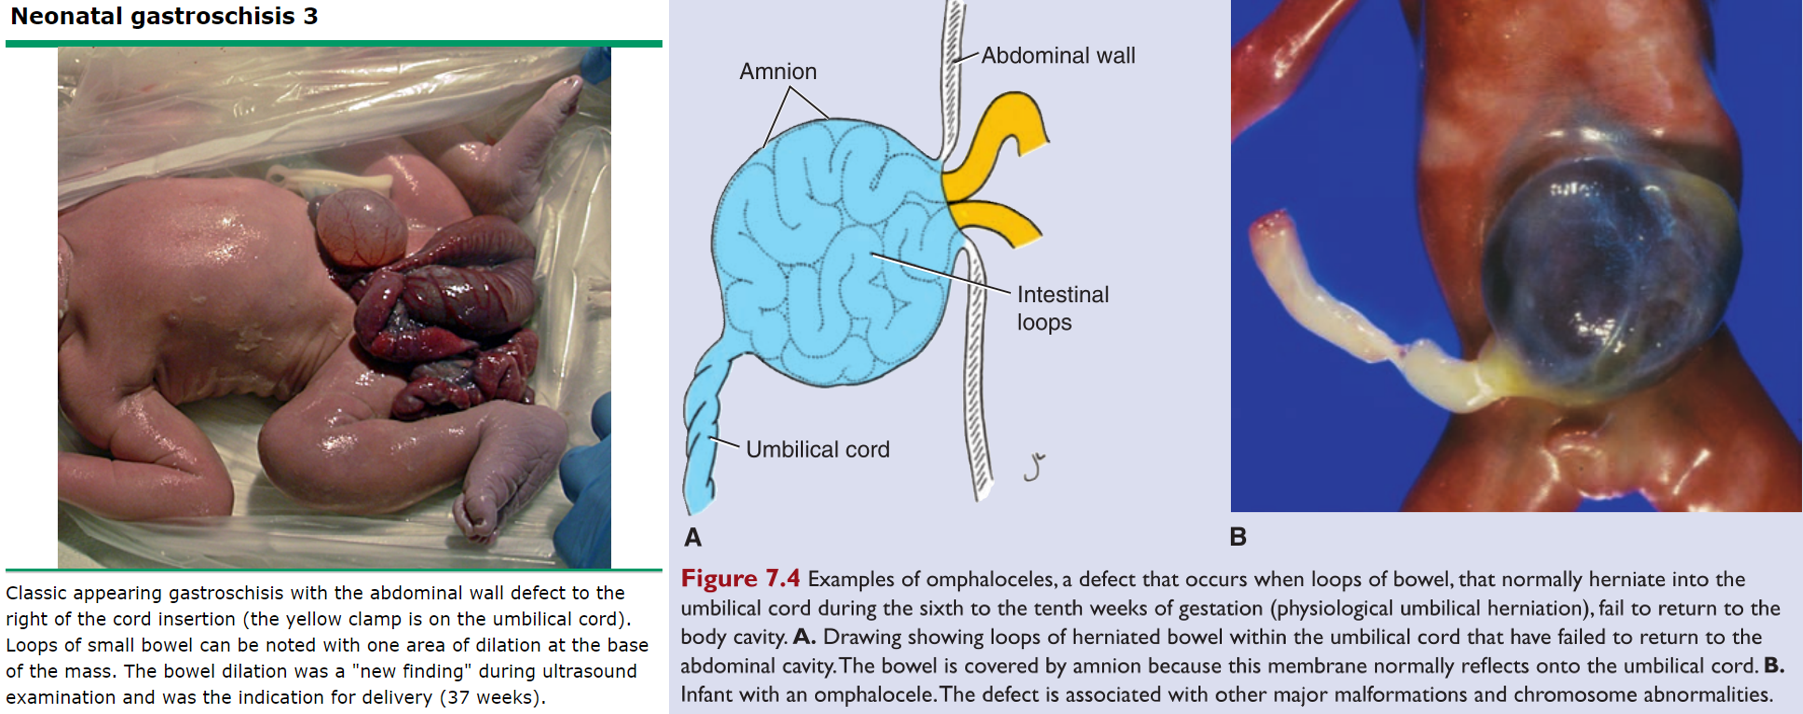 Neonatal gastroschisis 3
Classic appearing gastroschisis with the abdominal wall defect to the
right of the cord insertion (the yellow clamp is on the umbilical cord).
Loops of small bowel can be noted with one area of dilation at the base
of the mass. The bowel dilation was a "new finding" during ultrasound
examination and was the indication for delivery (37 weeks).
Amnion
Abdominal wall
Intestinal
loops
Umbilical cord
A
B
Figure 7.4 Examples of omphaloceles, a defect that occurs when loops of bowel, that normally herniate into the
umbilical cord during the sixth to the tenth weeks of gestation (physiological umbilical herniation), fail to return to the
body cavity. A. Drawing showing loops of herniated bowel within the umbilical cord that have failed to return to the
abdominal cavity. The bowel is covered by amnion because this membrane normally reflects onto the umbilical cord. B.
Infant with an omphalocele. The defect is associated with other major malformations and chromosome abnormalities.